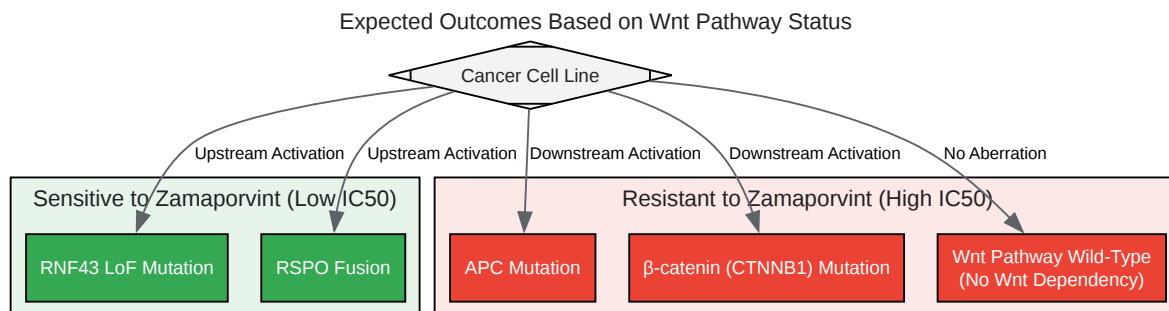 Expected Outcomes Based on Wnt Pathway Status
Cancer Cell Line
Upstream Activation
Upstream Activation
Downstream Activation
Downstream Activation
No Aberration
Sensitive to Zamaporvint (Low IC50)
Resistant to Zamaporvint (High IC50)
RNF43 LoF Mutation
RSPO Fusion
APC Mutation
β-catenin (CTNNB1) Mutation
Wnt Pathway Wild-Type
(No Wnt Dependency)